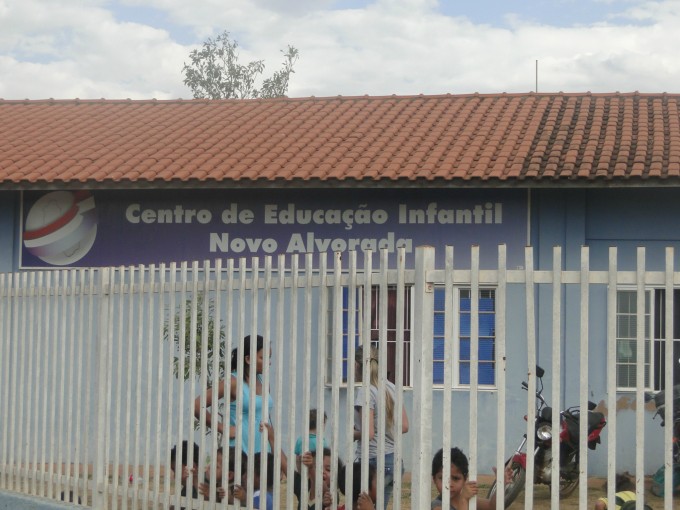 Centro de Educação Infantil
Novo Alvorada